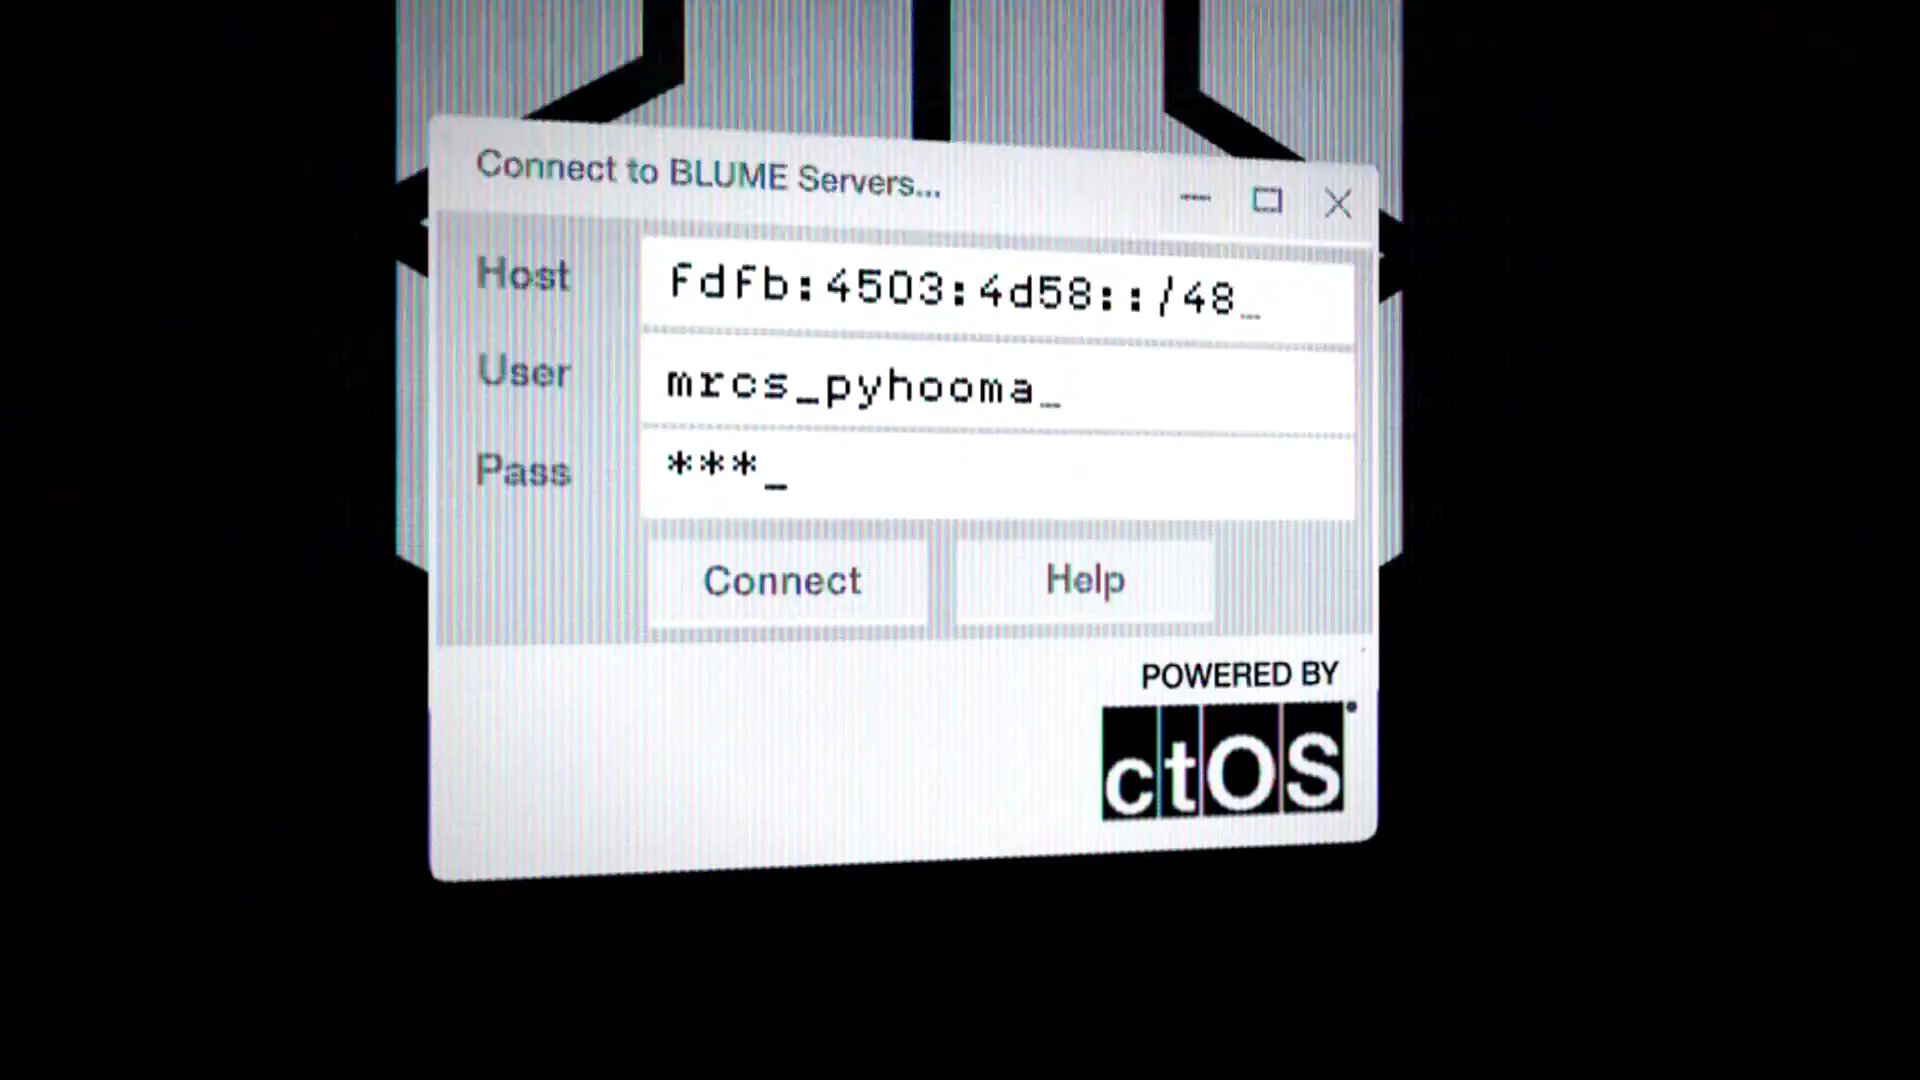 Connect to BLUME Servers...
Host fdfb:4503:4d58::/48_
User mrcs_pyhooma_
Pass ***_
Connect Help
POWERED BY
ctOS